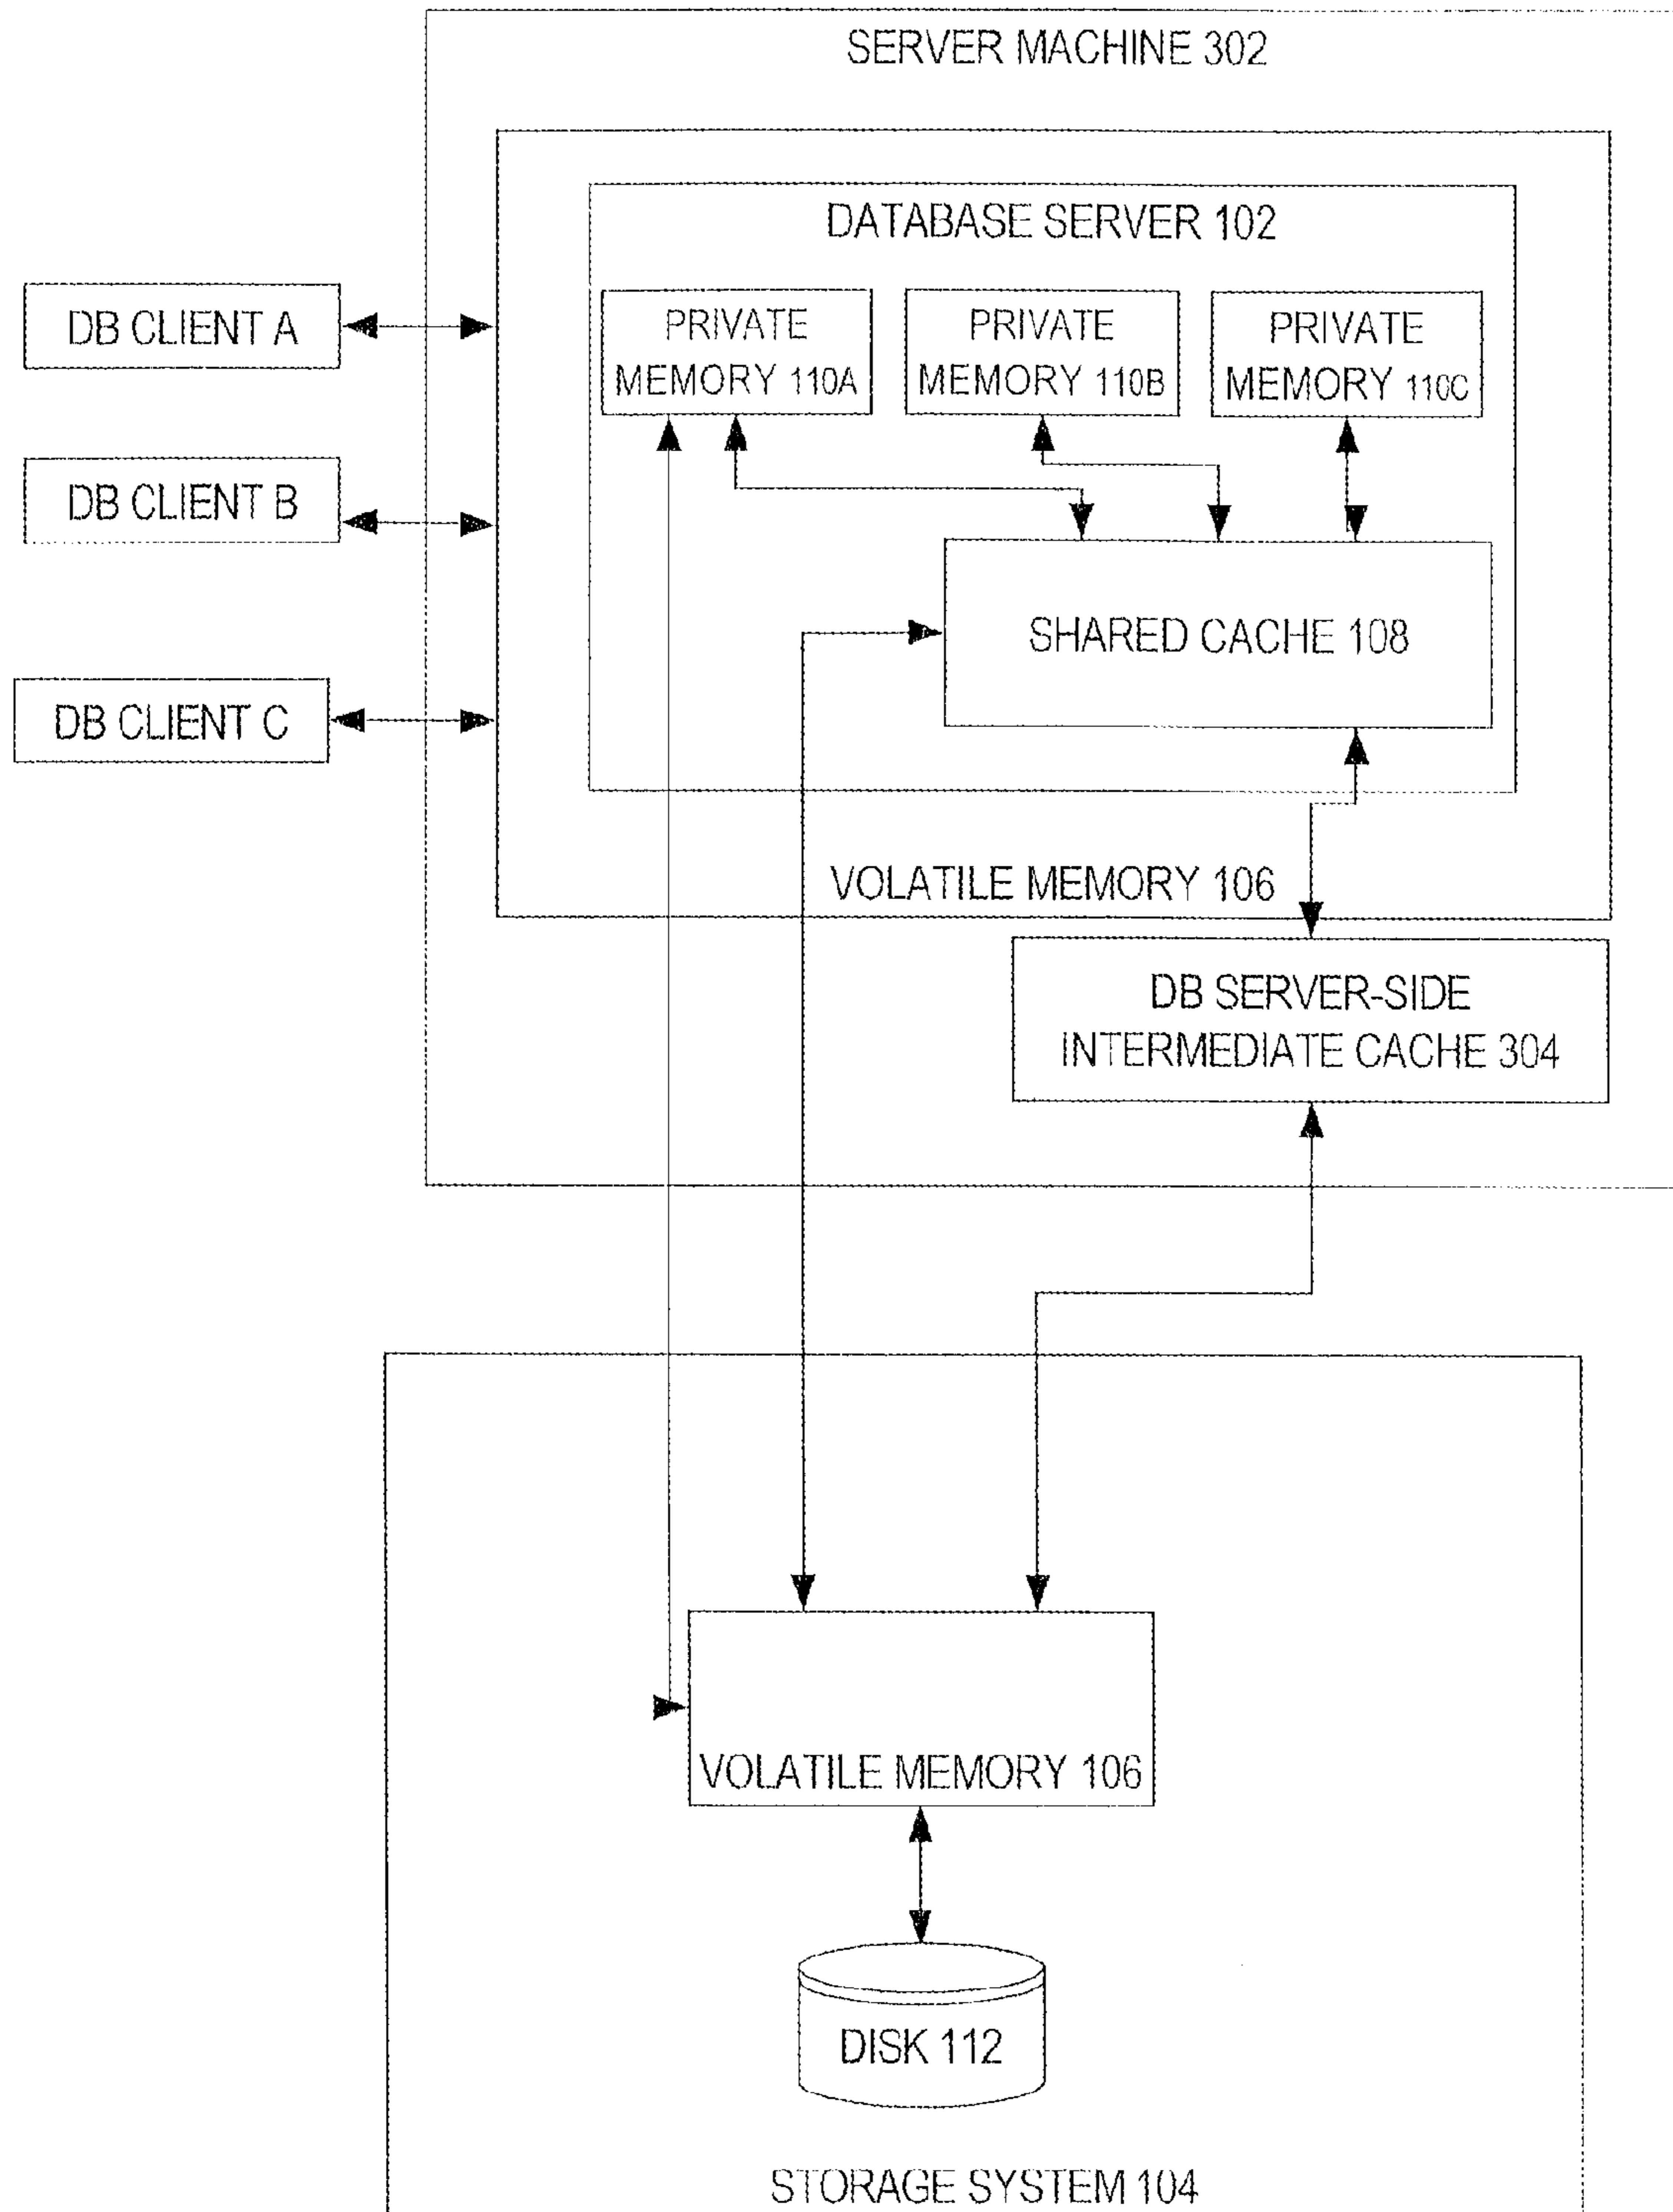 SERVER MACHINE 302
DATABASE SERVER 102
DB CLIENT A
PRIVATE
MEMORY 110A
PRIVATE
MEMORY 110B
PRIVATE
MEMORY 110C
DB CLIENT B
SHARED CACHE 108
DB CLIENT C
VOLATILE MEMORY 106
DB SERVER-SIDE
INTERMEDIATE CACHE 304
VOLATILE MEMORY 106
DISK 112
STORAGE SYSTEM 104